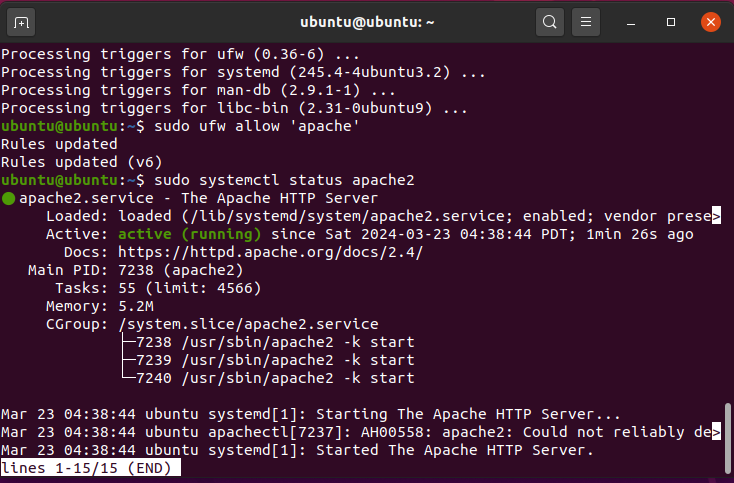 ubuntu@ubuntu: ~
Processing triggers for ufw (0.36-6) ...
Processing triggers for systemd (245.4-4ubuntu3.2) ...
Processing triggers for man-db (2.9.1-1) ...
Processing triggers for libc-bin (2.31-0ubuntu9) ...
ubuntu@ubuntu:~$ sudo ufw allow 'apache'
Rules updated
Rules updated (v6)
ubuntu@ubuntu:~$ sudo systemctl status apache2
● apache2.service - The Apache HTTP Server
     Loaded: loaded (/lib/systemd/system/apache2.service; enabled; vendor prese>
     Active: active (running) since Sat 2024-03-23 04:38:44 PDT; 1min 26s ago
       Docs: https://httpd.apache.org/docs/2.4/
   Main PID: 7238 (apache2)
      Tasks: 55 (limit: 4566)
     Memory: 5.2M
     CGroup: /system.slice/apache2.service
             ├─7238 /usr/sbin/apache2 -k start
             ├─7239 /usr/sbin/apache2 -k start
             └─7240 /usr/sbin/apache2 -k start
Mar 23 04:38:44 ubuntu systemd[1]: Starting The Apache HTTP Server...
Mar 23 04:38:44 ubuntu apachectl[7237]: AH00558: apache2: Could not reliably de>
Mar 23 04:38:44 ubuntu systemd[1]: Started The Apache HTTP Server.
lines 1-15/15 (END)